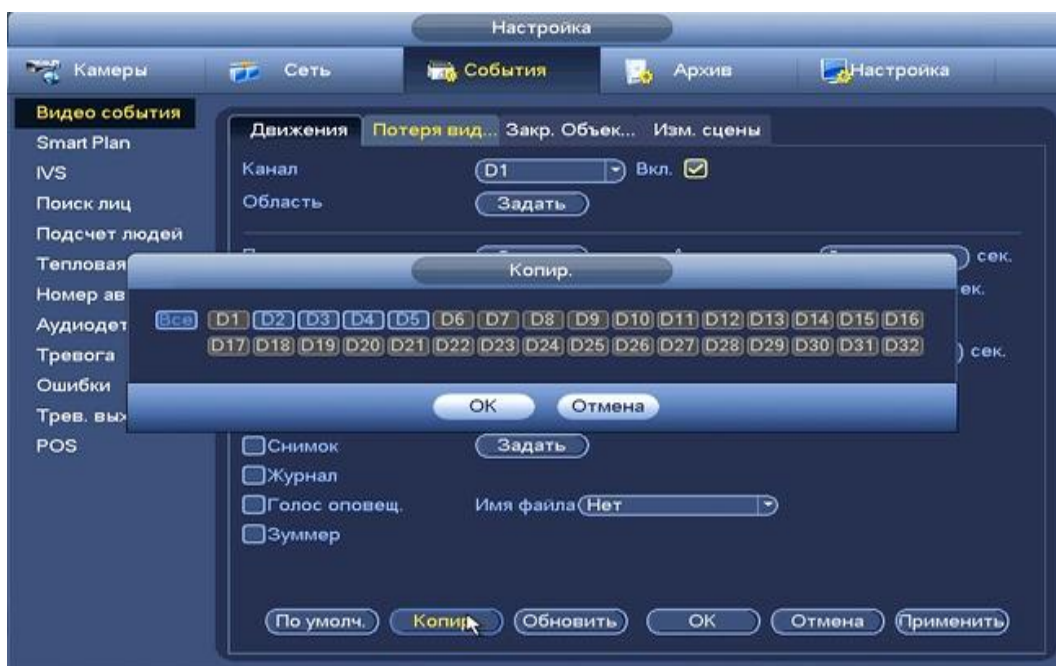 Настройка
Камеры Сеть События Архив Настройка
Видео события
Smart Plan
IVS
Поиск лиц
Подсчет людей
Тепловая
Номер ав
Аудиодет
Тревога
Ошибки
Трев. вых
POS
Движения Потеря вид... Закр. Объек... Изм. сцены
Канал D1 Вкл.
Область Задать
сек.
ек.
сек.
Копир.
Все D1 D2 D3 D4 D5 D6 D7 D8 D9 D10 D11 D12 D13 D14 D15 D16
D17 D18 D19 D20 D21 D22 D23 D24 D25 D26 D27 D28 D29 D30 D31 D32
OK Отмена
Снимок Задать
Журнал
Голос оповещ. Имя файла Нет
Зуммер
По умолч. Копир. Обновить OK Отмена Применить